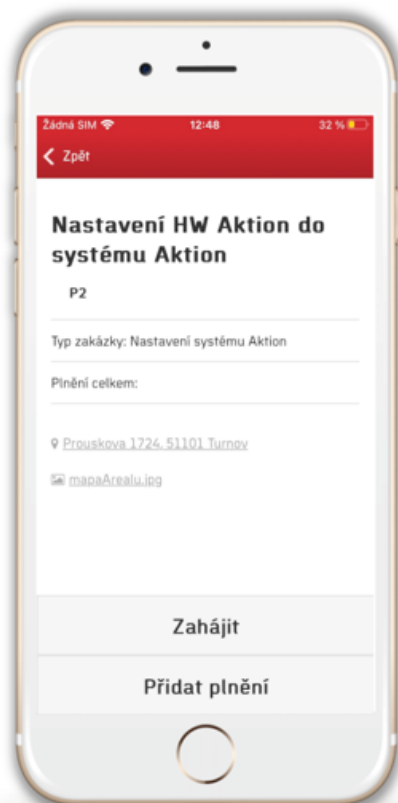 Žádná SIM 12:48 32 %
Zpět
Nastavení HW Aktion do
systému Aktion
P2
Typ zakázky: Nastavení systému Aktion
Plnění celkem:
Prouskova 1724, 51101 Turnov
mapaArealu.jpg
Zahájit
Přidat plnění